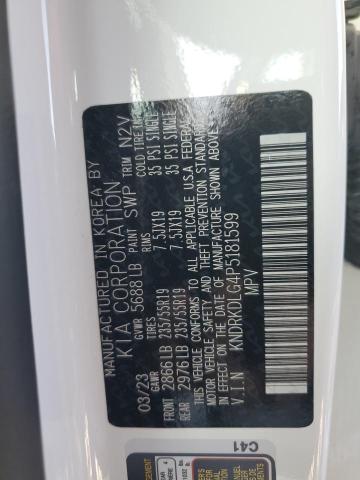 MANUFACTURED IN KOREA BY
KIA CORPORATION
03/23 GVWR 5688 LB PAINT SWP TRIM N2V
GAWR TIRES RIMS COLD TIRE
FRONT 2866 LB 235/55R19 7.5JX19 35 PSI SINGLE
REAR 2976 LB 235/55R19 7.5JX19 35 PSI SINGLE
THIS VEHICLE CONFORMS TO ALL APPLICABLE U.S.A FEDERAL
MOTOR VEHICLE SAFETY AND THEFT PREVENTION STANDARDS
IN EFFECT ON THE DATE OF MANUFACTURE SHOWN ABOVE.
V.I.N KNDRKDLG4P5181599
MPV
C41